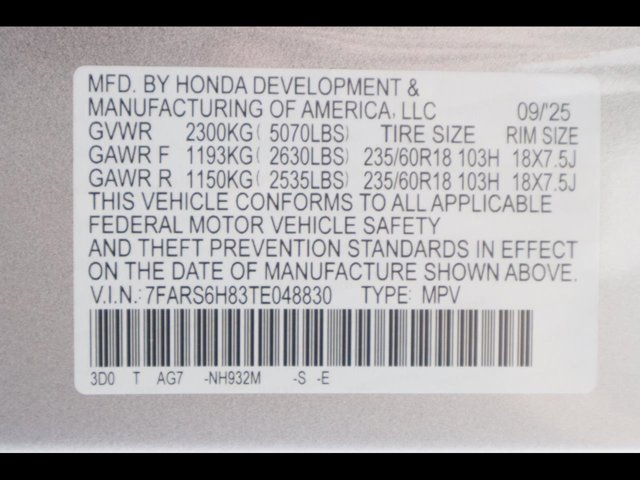 MFD. BY HONDA DEVELOPMENT &
MANUFACTURING OF AMERICA, LLC 09/'25
GVWR 2300KG( 5070LBS) TIRE SIZE RIM SIZE
GAWR F 1193KG( 2630LBS) 235/60R18 103H 18X7.5J
GAWR R 1150KG( 2535LBS) 235/60R18 103H 18X7.5J
THIS VEHICLE CONFORMS TO ALL APPLICABLE
FEDERAL MOTOR VEHICLE SAFETY
AND THEFT PREVENTION STANDARDS IN EFFECT
ON THE DATE OF MANUFACTURE SHOWN ABOVE.
V.I.N.: 7FARS6H83TE048830 TYPE: MPV
3D0 T AG7 -NH932M -S -E